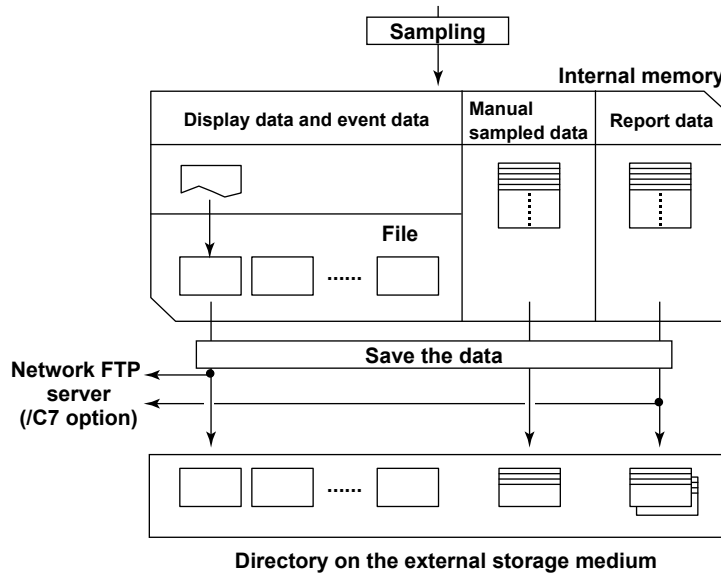 Sampling
Internal memory
Display data and event data
Manual
sampled data
Report data
File
......
Save the data
Network FTP
server
(/C7 option)
......
Directory on the external storage medium